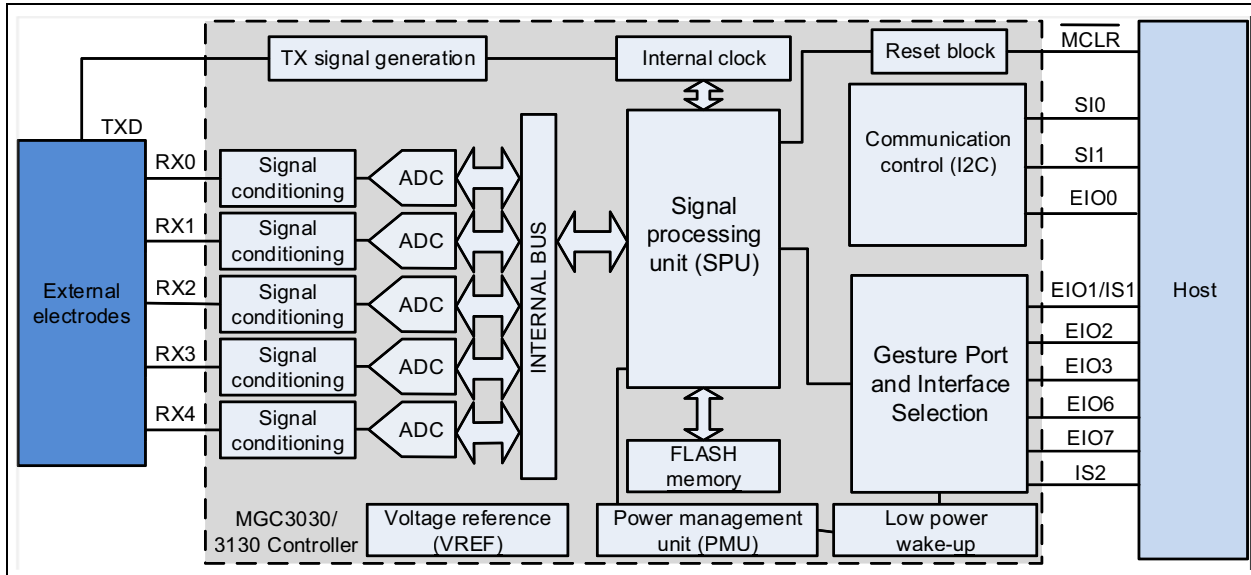 TX signal generation
Internal clock
Reset block
MCLR
TXD
External
electrodes
RX0
RX1
RX2
RX3
RX4
Signal
conditioning
ADC
Signal
conditioning
ADC
Signal
conditioning
ADC
Signal
conditioning
ADC
Signal
conditioning
ADC
INTERNAL BUS
Signal
processing
unit (SPU)
Communication
control (I2C)
SI0
SI1
EIO0
Gesture Port
and Interface
Selection
EIO1/IS1
EIO2
EIO3
EIO6
EIO7
IS2
Host
FLASH
memory
MGC3030/
3130 Controller
Voltage reference
(VREF)
Power management
unit (PMU)
Low power
wake-up